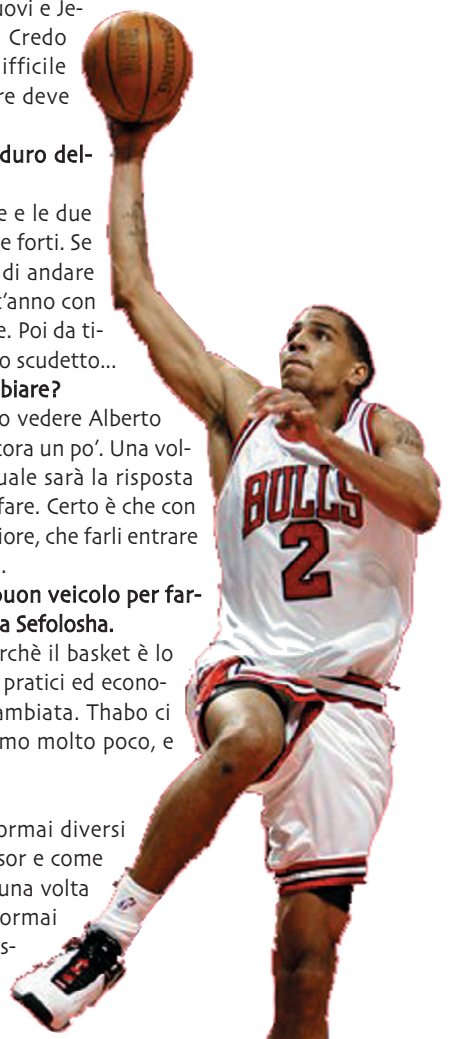 uovi e Je-
Credo
ifficile
re deve
duro del-
e e le due
e forti. Se
di andare
t'anno con
e. Poi da ti-
o scudetto...
biare?
o vedere Alberto
cora un po'. Una vol-
uale sarà la risposta
fare. Certo è che con
iore, che farli entrare
.
buon veicolo per far-
a Sefolosha.
rchè il basket è lo
pratici ed econo-
ambiata. Thabo ci
mo molto poco, e
ormai diversi
sor e come
una volta
ormai
s-
SPALDING
BULLS
2